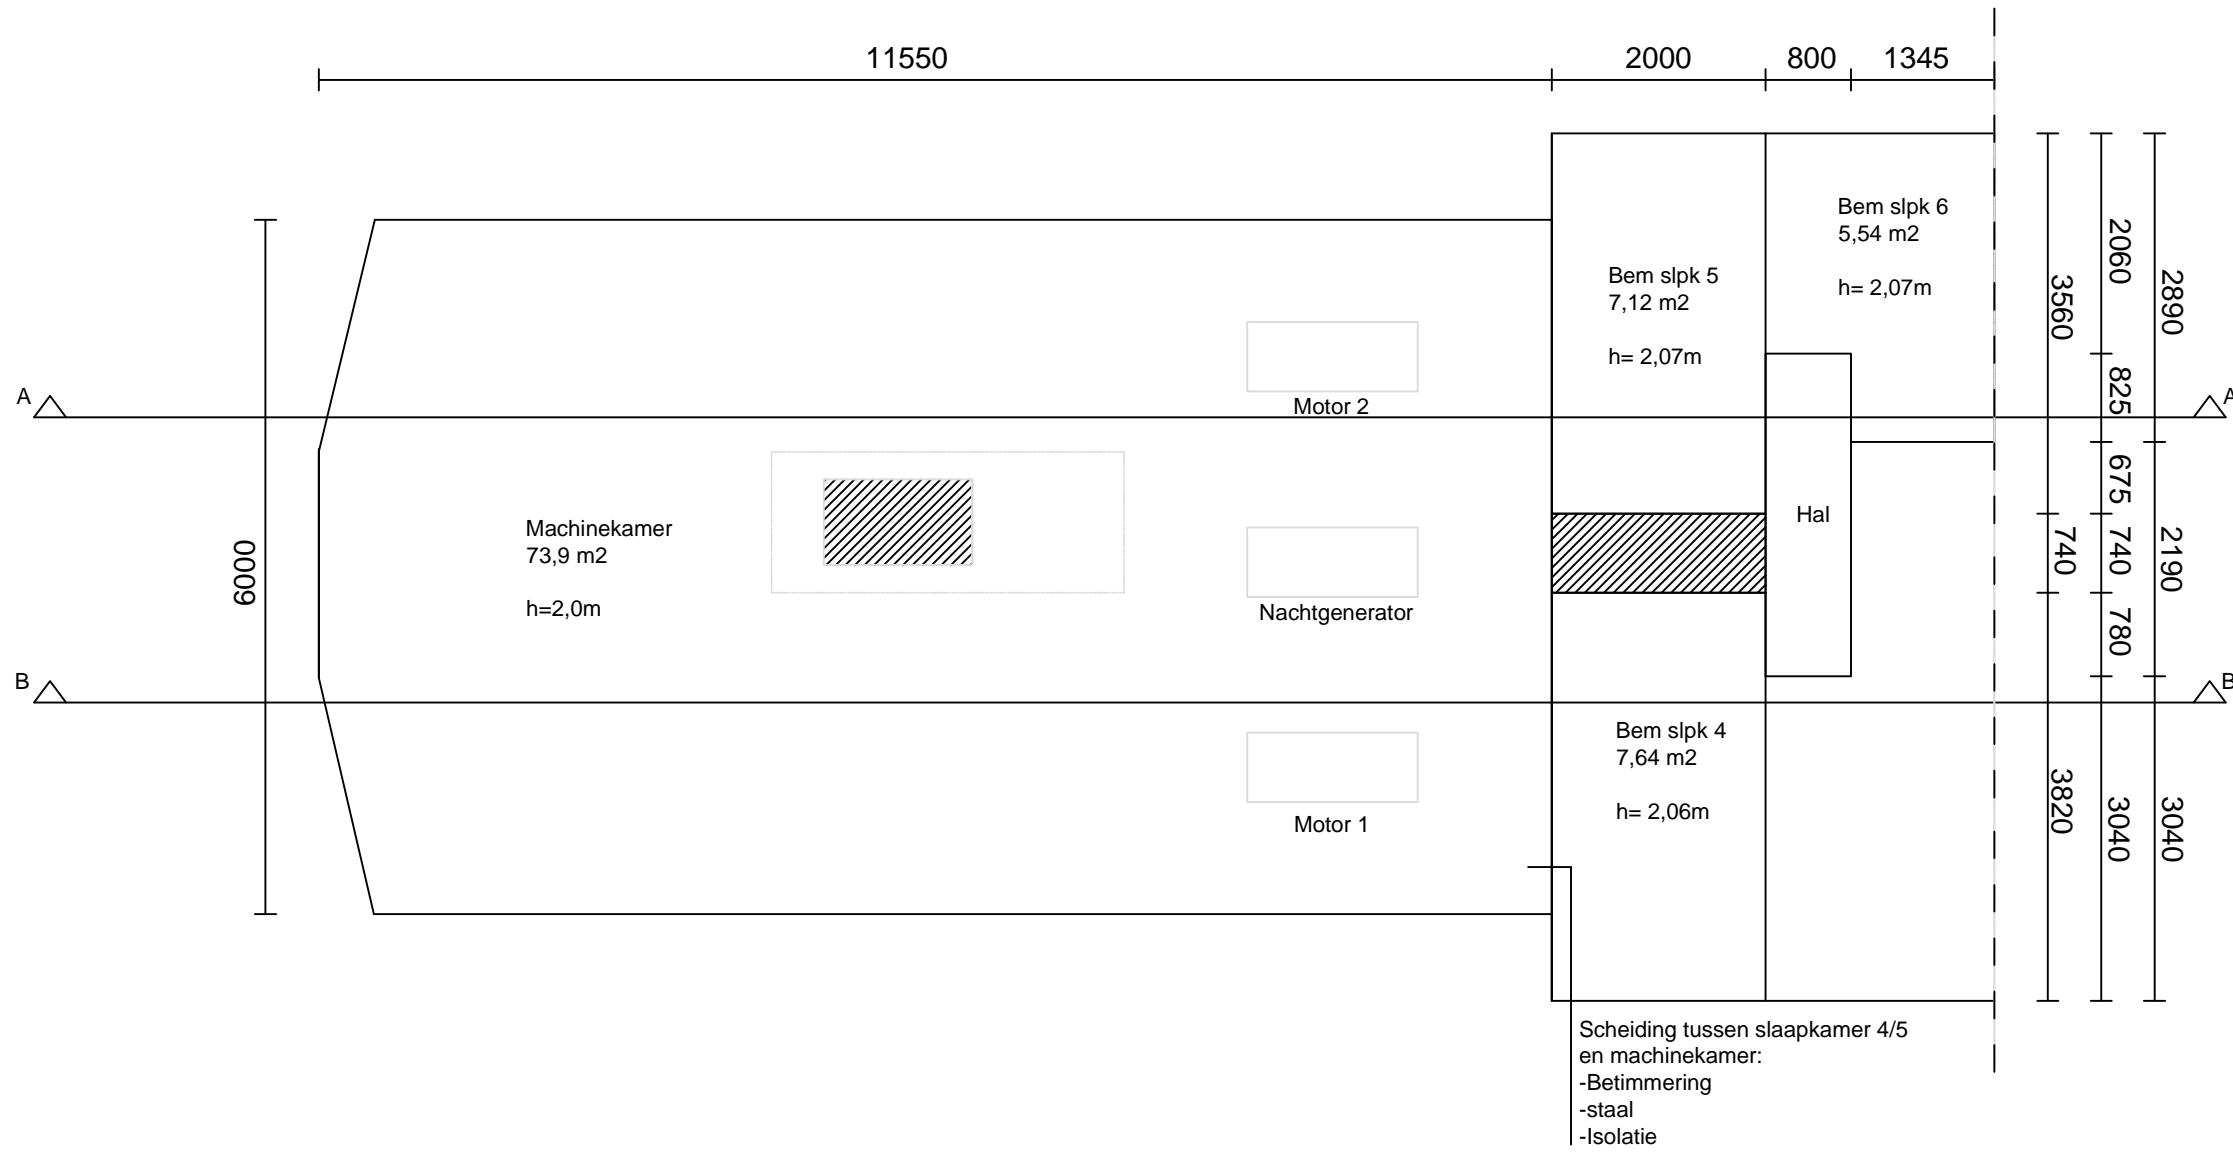 11550
2000
800
1345
Bem slpk 6
5,54 m2
h= 2,07m
Bem slpk 5
7,12 m2
h= 2,07m
2060
2890
3560
825
A
A
Motor 2
675
Hal
Machinekamer
73,9 m2
h=2,0m
6000
740
740
2190
Nachtgenerator
780
B
B
Bem slpk 4
7,64 m2
h= 2,06m
Motor 1
3820
3040
3040
Scheiding tussen slaapkamer 4/5
en machinekamer:
-Betimmering
-staal
-Isolatie